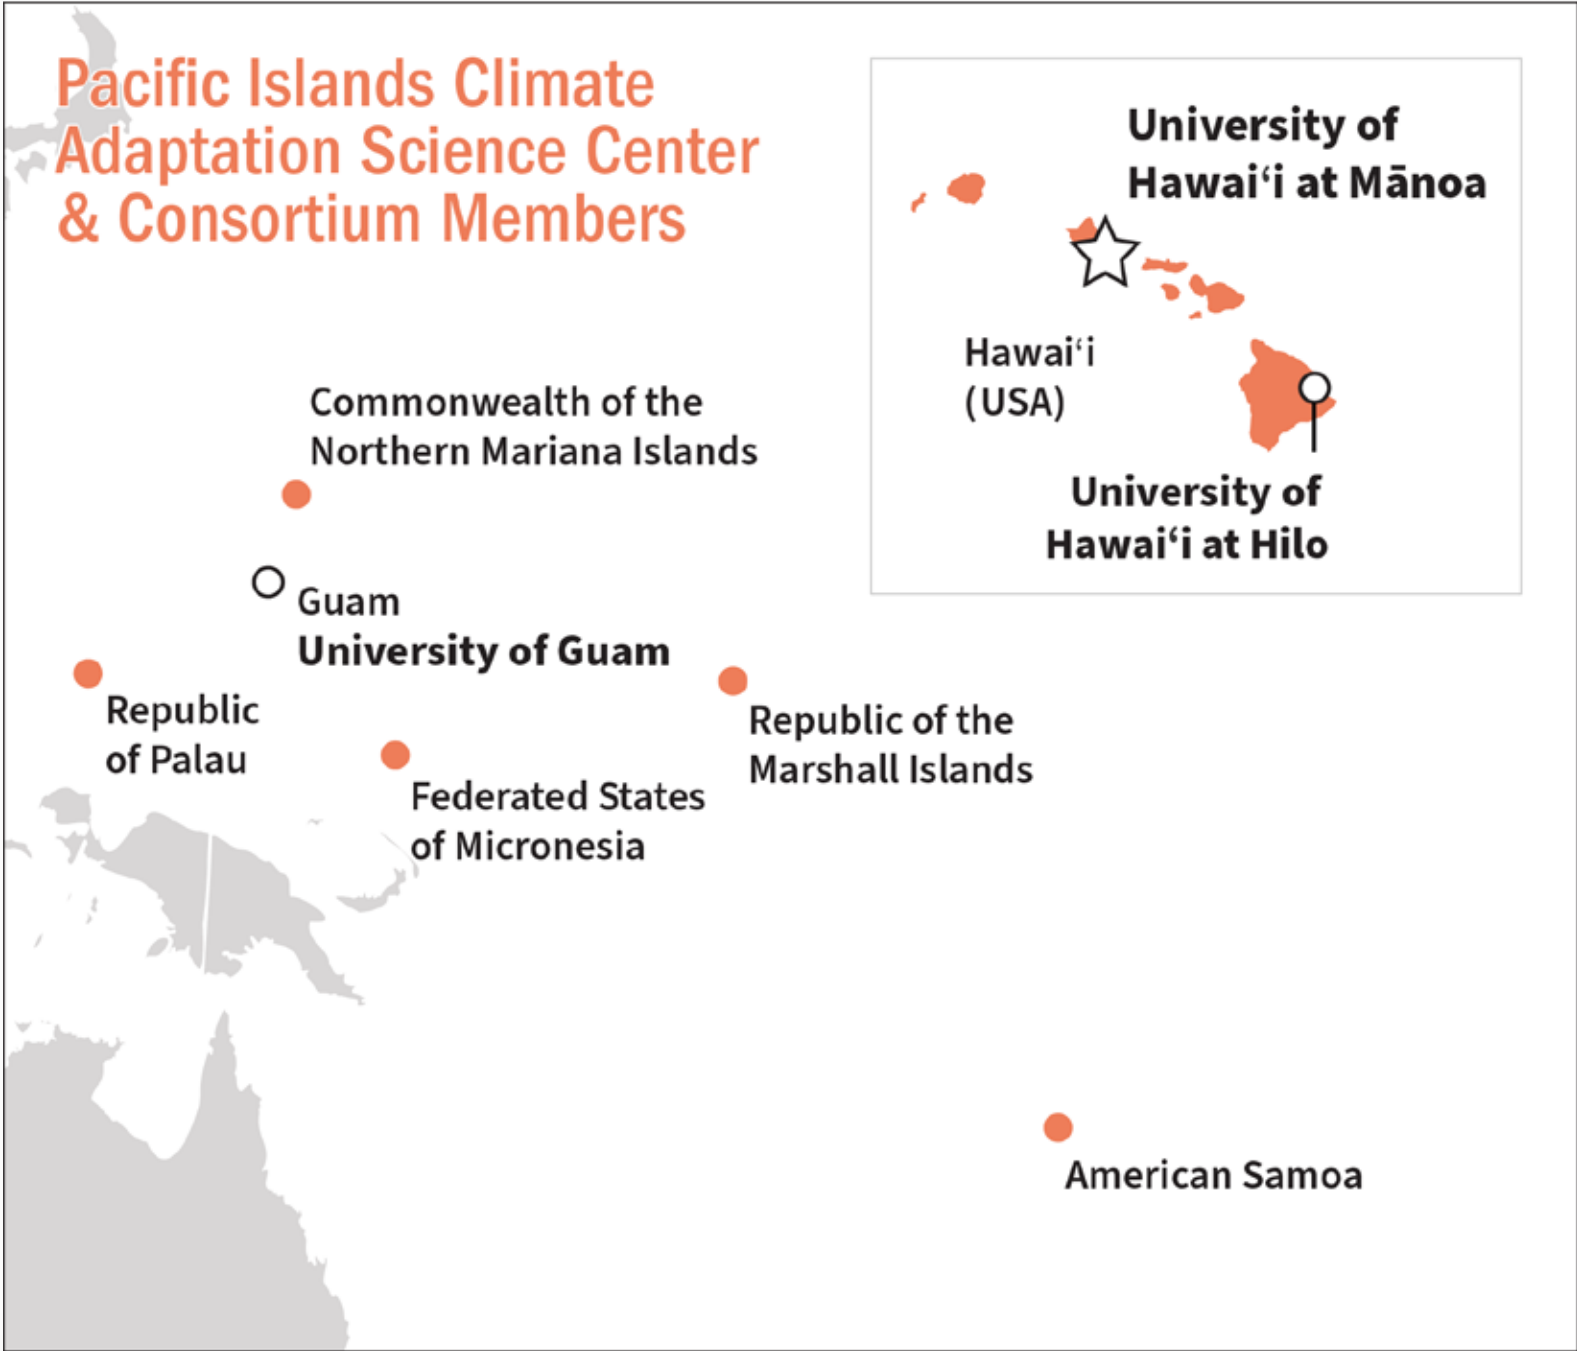 Pacific Islands Climate
Adaptation Science Center
& Consortium Members
University of
Hawaiʻi at Mānoa
Hawaiʻi
(USA)
University of
Hawaiʻi at Hilo
Commonwealth of the
Northern Mariana Islands
Guam
University of Guam
Republic
of Palau
Republic of the
Marshall Islands
Federated States
of Micronesia
American Samoa